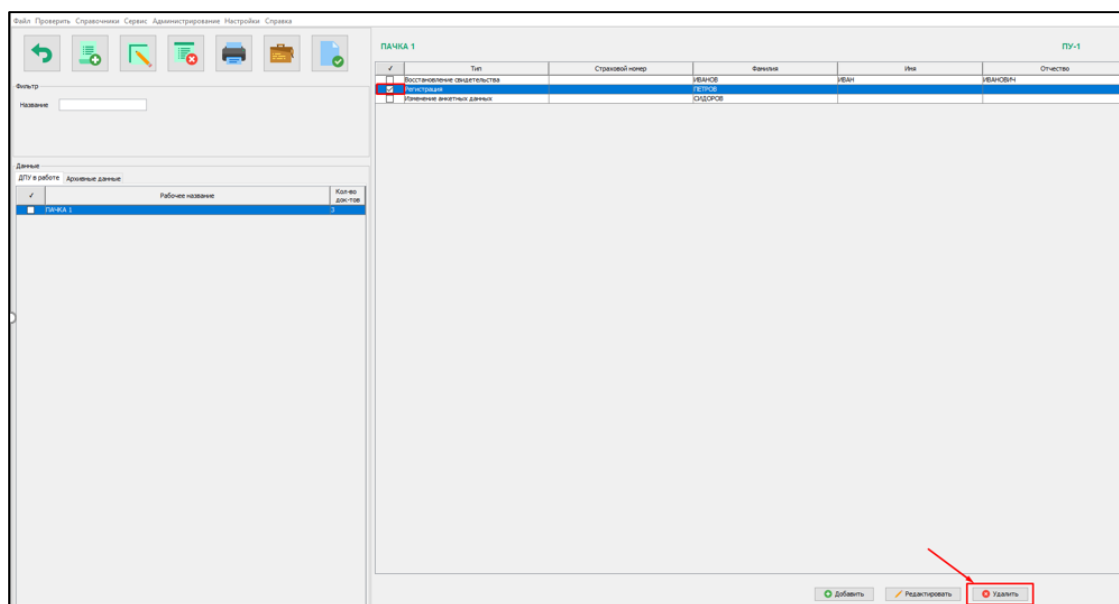 Файл Проверить Справочники Сервис Администрирование Настройки Справка
ПАЧКА 1 ПУ-1
✓ Тип Страховой номер Фамилия Имя Отчество
Восстановление свидетельства ИВАНОВ ИВАН ИВАНОВИЧ
Регистрация ПЕТРОВ
Изменение анкетных данных СИДОРОВ
Фильтр
Название
Данные
ДПУ в работе Архивные данные
✓ Рабочее название Кол-во док-тов
ПАЧКА 1 3
Добавить Редактировать Удалить